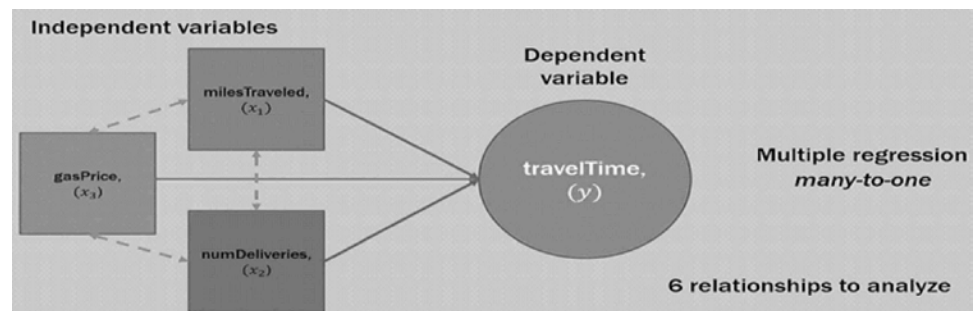 Independent variables
Dependent
variable
milesTraveled,
(x₁)
gasPrice,
(x₃)
travelTime,
(y)
Multiple regression
many-to-one
numDeliveries,
(x₂)
6 relationships to analyze